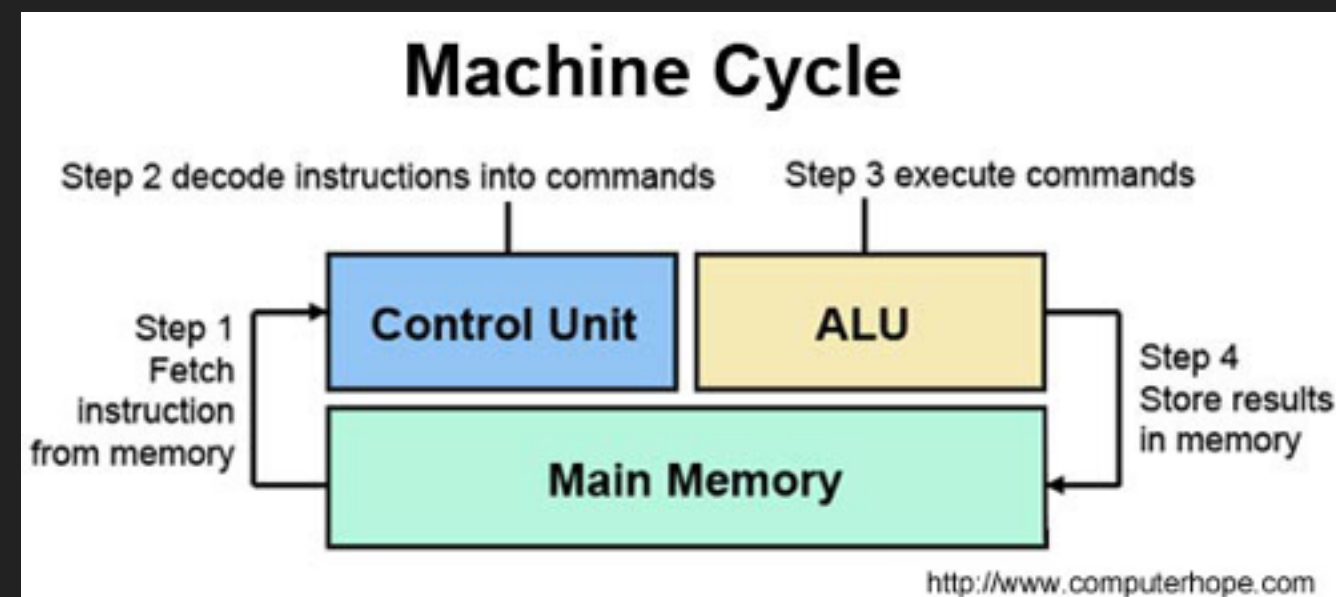 Machine Cycle
Step 2 decode instructions into commands
Step 3 execute commands
Control Unit
ALU
Step 1
Fetch
instruction
from memory
Step 4
Store results
in memory
Main Memory
http://www.computerhope.com